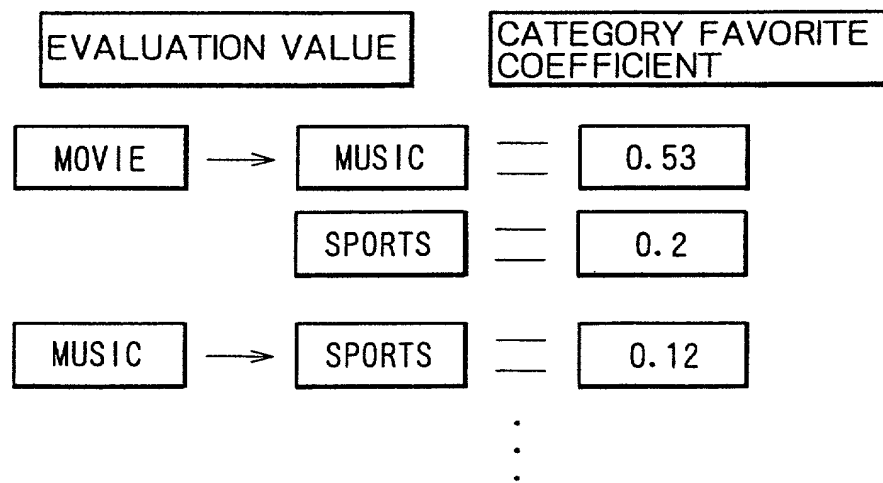 EVALUATION VALUE
CATEGORY FAVORITE
COEFFICIENT
MOVIE → MUSIC = 0.53
SPORTS = 0.2
MUSIC → SPORTS = 0.12